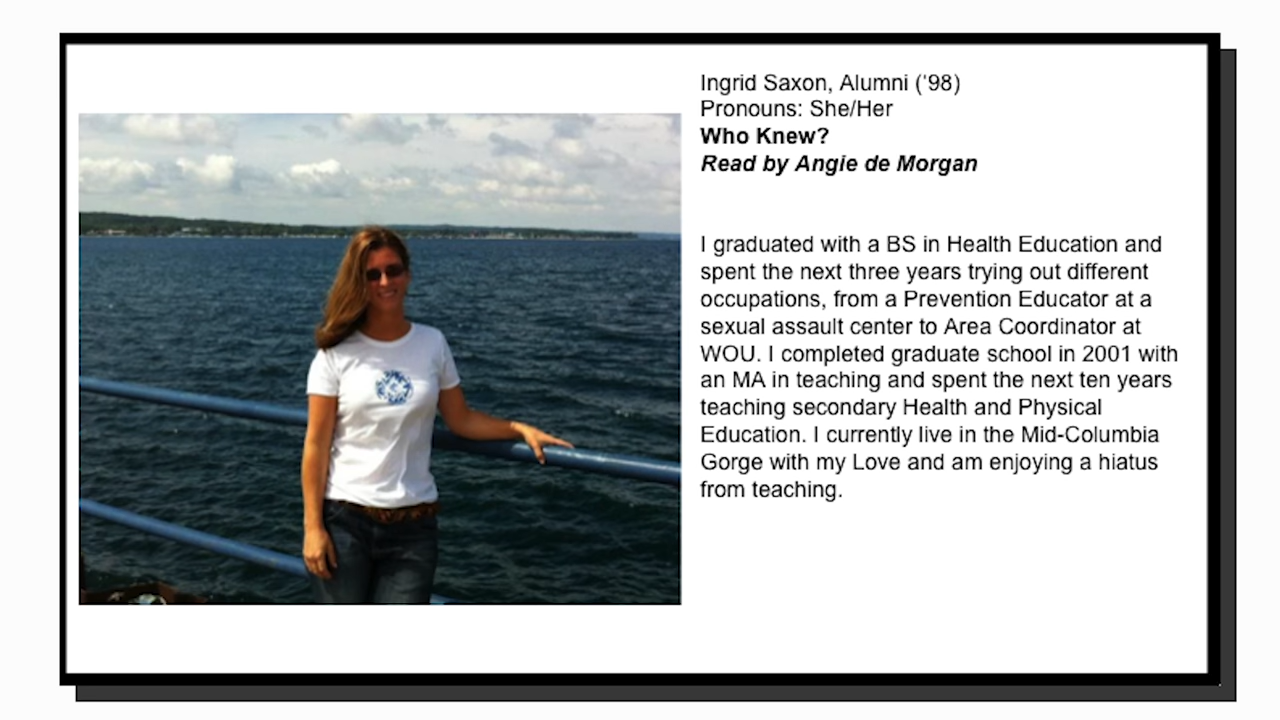 Ingrid Saxon, Alumni ('98)
Pronouns: She/Her
Who Knew?
Read by Angie de Morgan
I graduated with a BS in Health Education and
spent the next three years trying out different
occupations, from a Prevention Educator at a
sexual assault center to Area Coordinator at
WOU. I completed graduate school in 2001 with
an MA in teaching and spent the next ten years
teaching secondary Health and Physical
Education. I currently live in the Mid-Columbia
Gorge with my Love and am enjoying a hiatus
from teaching.